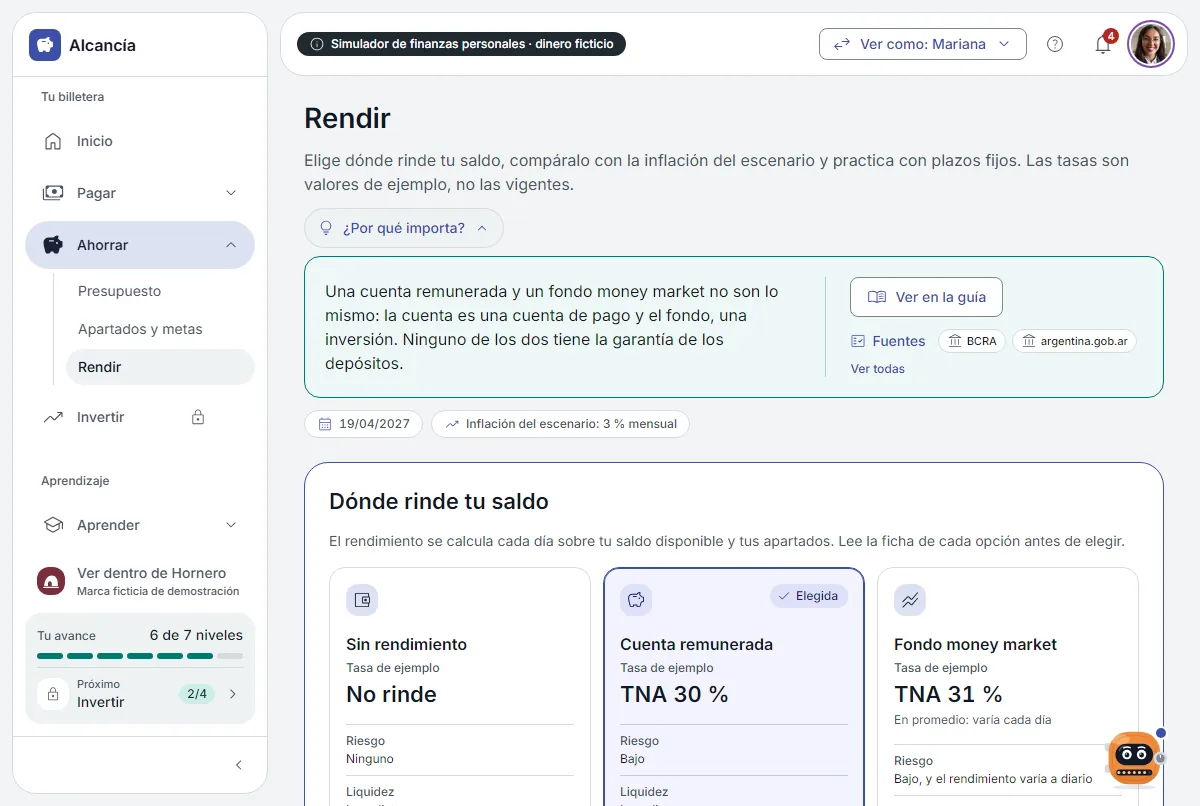 Alcancía
Simulador de finanzas personales · dinero ficticio
Ver como: Mariana
4
Tu billetera
Inicio
Pagar
Ahorrar
Presupuesto
Apartados y metas
Rendir
Invertir
Aprendizaje
Aprender
Ver dentro de Hornero
Marca ficticia de demostración
Tu avance
6 de 7 niveles
Próximo
Invertir
2/4
Rendir
Elige dónde rinde tu saldo, compáralo con la inflación del escenario y practica con plazos fijos. Las tasas son
valores de ejemplo, no las vigentes.
¿Por qué importa?
Una cuenta remunerada y un fondo money market no son lo
mismo: la cuenta es una cuenta de pago y el fondo, una
inversión. Ninguno de los dos tiene la garantía de los
depósitos.
Ver en la guía
Fuentes
BCRA
argentina.gob.ar
Ver todas
19/04/2027
Inflación del escenario: 3 % mensual
Dónde rinde tu saldo
El rendimiento se calcula cada día sobre tu saldo disponible y tus apartados. Lee la ficha de cada opción antes de elegir.
Sin rendimiento
Tasa de ejemplo
No rinde
Riesgo
Ninguno
Liquidez
Elegida
Cuenta remunerada
Tasa de ejemplo
TNA 30 %
Riesgo
Bajo
Liquidez
Fondo money market
Tasa de ejemplo
TNA 31 %
En promedio: varía cada día
Riesgo
Bajo, y el rendimiento varía a diario